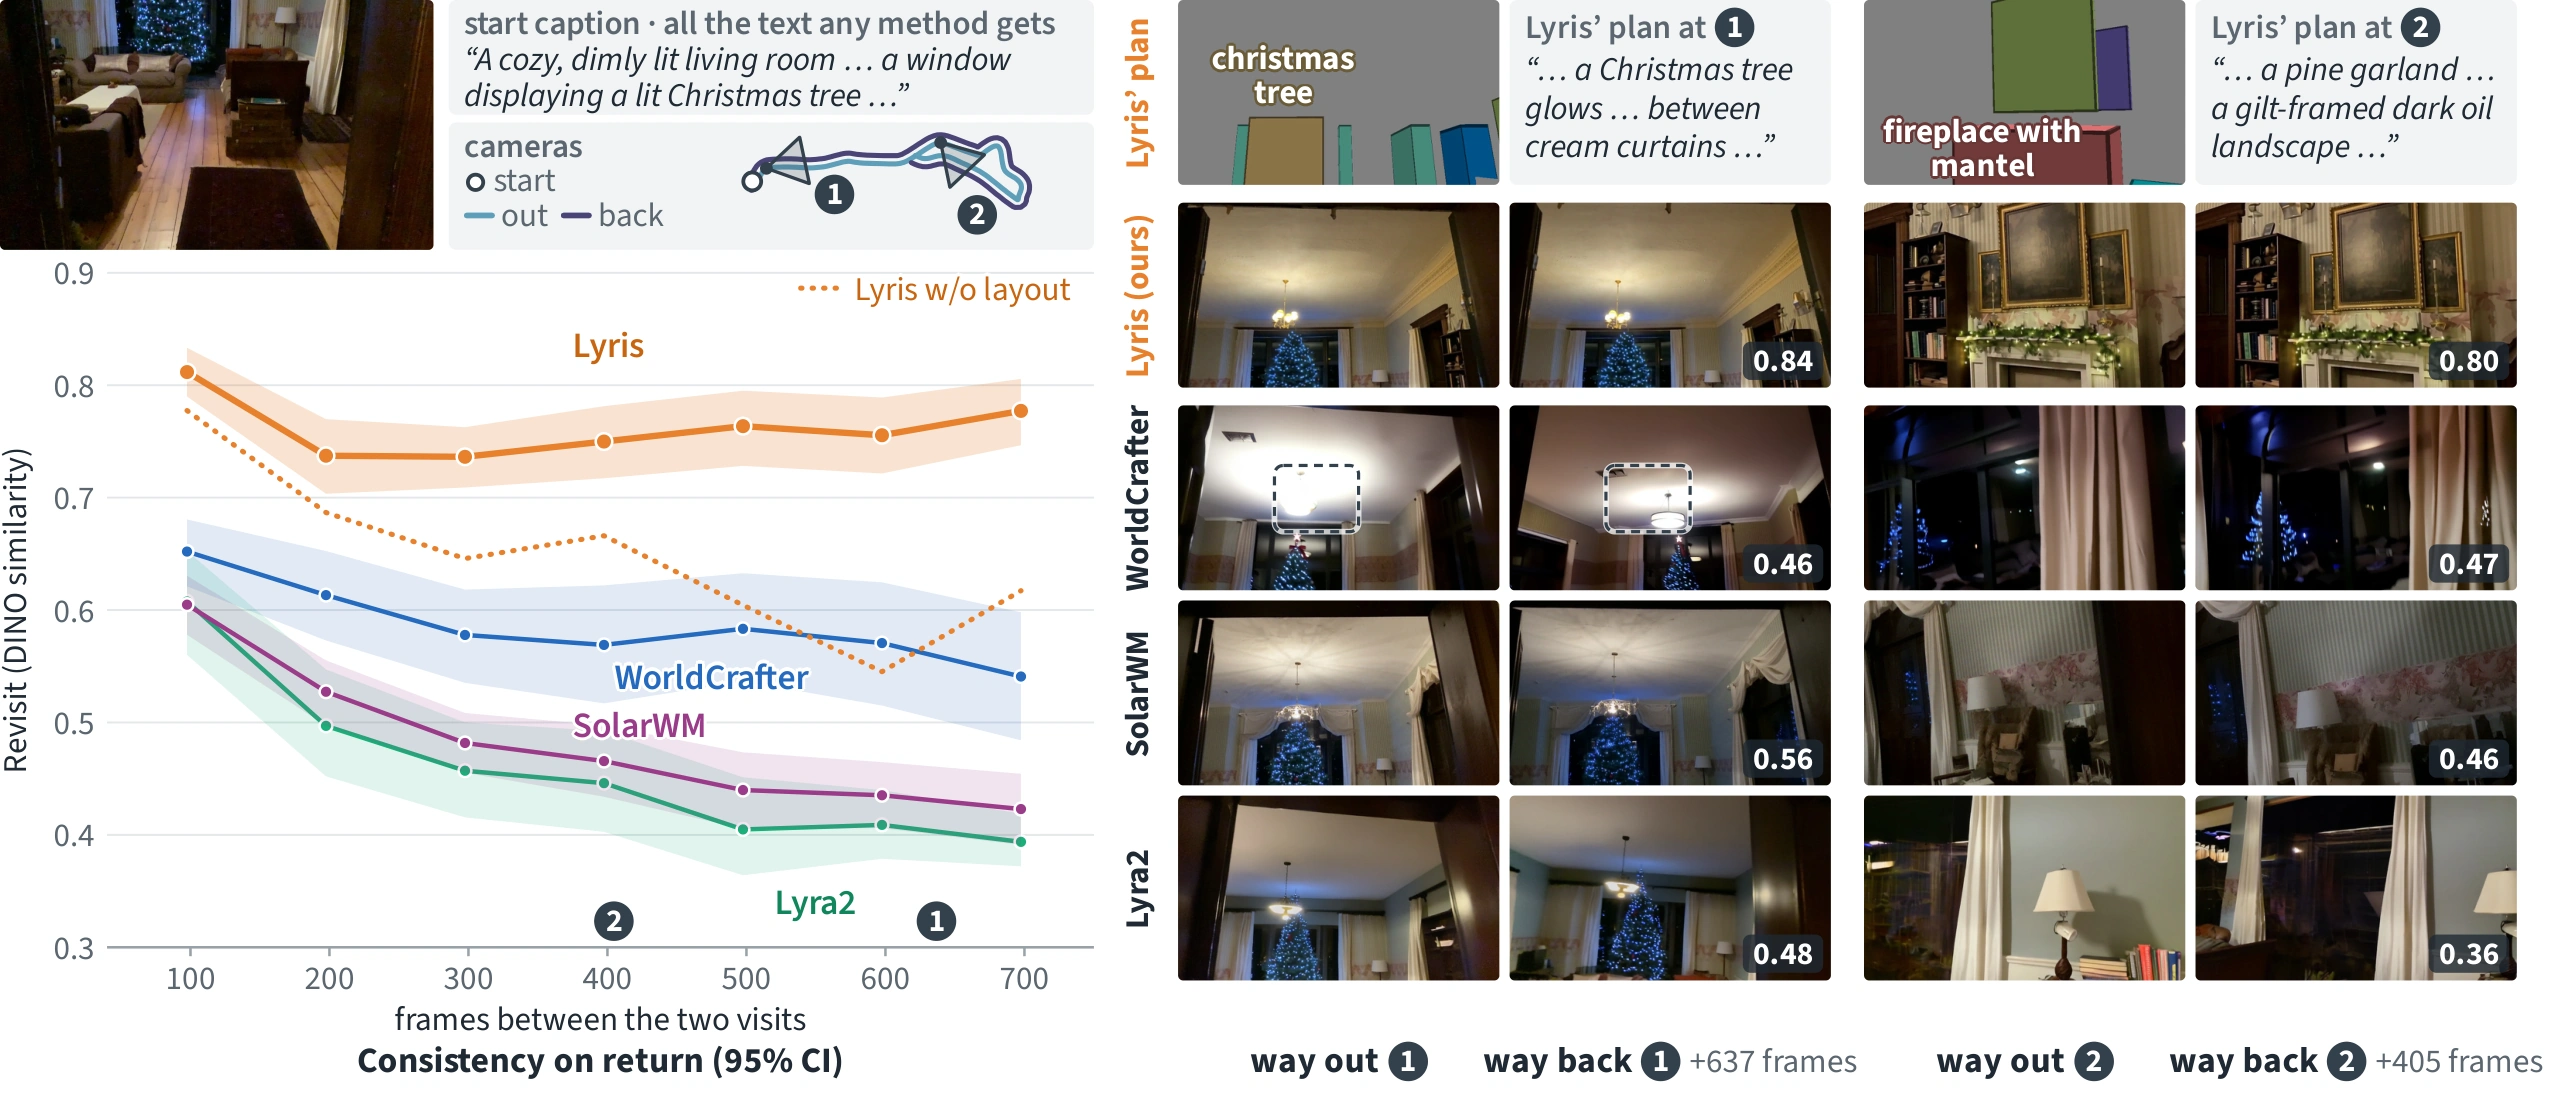 start caption · all the text any method gets
“A cozy, dimly lit living room … a window
displaying a lit Christmas tree …”
cameras
start
out
back
1
2
0.9
0.8
0.7
0.6
0.5
0.4
0.3
Revisit (DINO similarity)
Lyris w/o layout
Lyris
WorldCrafter
SolarWM
Lyra2
2
1
100 200 300 400 500 600 700
frames between the two visits
Consistency on return (95% CI)
Lyris’ plan
christmas
tree
Lyris’ plan at 1
“… a Christmas tree
glows … between
cream curtains …”
fireplace with
mantel
Lyris’ plan at 2
“… a pine garland …
a gilt-framed dark oil
landscape …”
Lyris (ours)
0.84
0.80
WorldCrafter
0.46
0.47
SolarWM
0.56
0.46
Lyra2
0.48
0.36
way out 1
way back 1 +637 frames
way out 2
way back 2 +405 frames